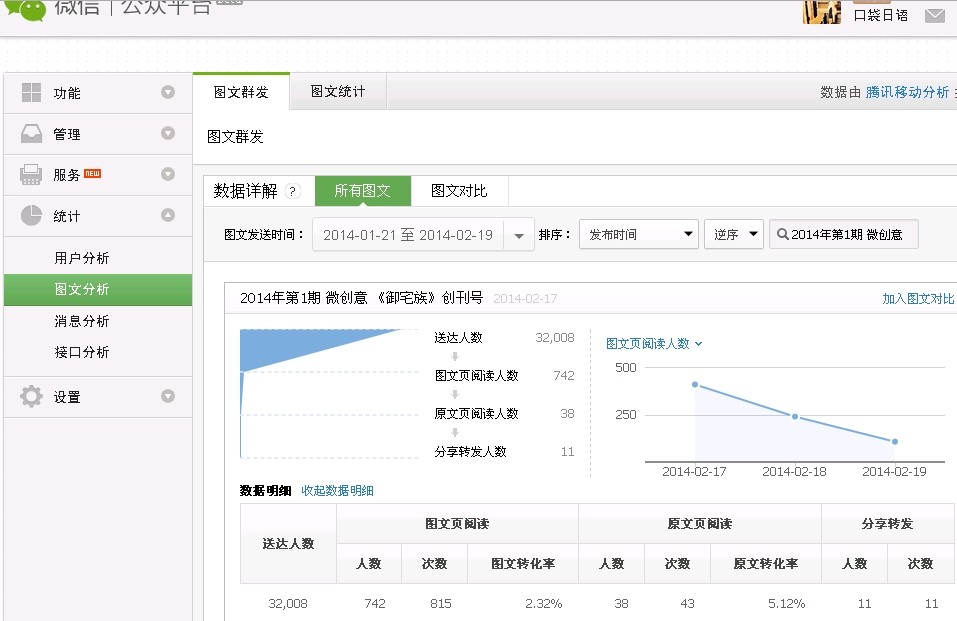 微信 | 公众平台
口袋日语
功能
管理
服务 NEW
统计
用户分析
图文分析
消息分析
接口分析
设置
图文群发 图文统计 数据由 腾讯移动分析
图文群发
数据详解 ? 所有图文 图文对比
图文发送时间： 2014-01-21 至 2014-02-19 排序： 发布时间 逆序 2014年第1期 微创意
2014年第1期 微创意 《御宅族》创刊号 2014-02-17 加入图文对比
送达人数 32,008
图文页阅读人数 742
原文页阅读人数 38
分享转发人数 11
图文页阅读人数
500
250
2014-02-17 2014-02-18 2014-02-19
数据明细 收起数据明细
送达人数 图文页阅读 原文页阅读 分享转发
人数 次数 图文转化率 人数 次数 原文转化率 人数 次数
32,008 742 815 2.32% 38 43 5.12% 11 11